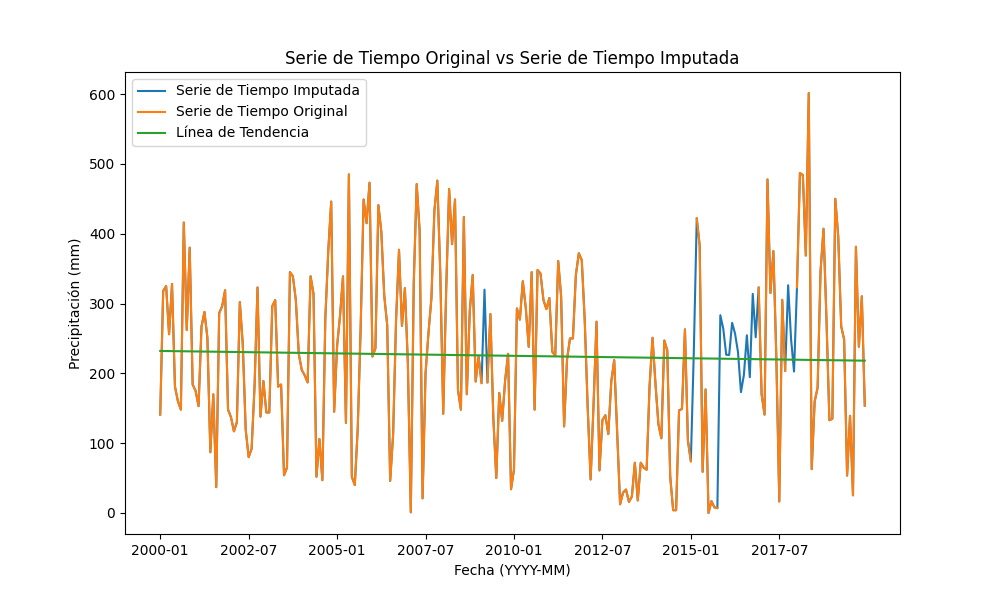 Serie de Tiempo Original vs Serie de Tiempo Imputada
Serie de Tiempo Imputada
Serie de Tiempo Original
Línea de Tendencia
600
500
400
300
200
100
0
Precipitación (mm)
2000-01 2002-07 2005-01 2007-07 2010-01 2012-07 2015-01 2017-07
Fecha (YYYY-MM)